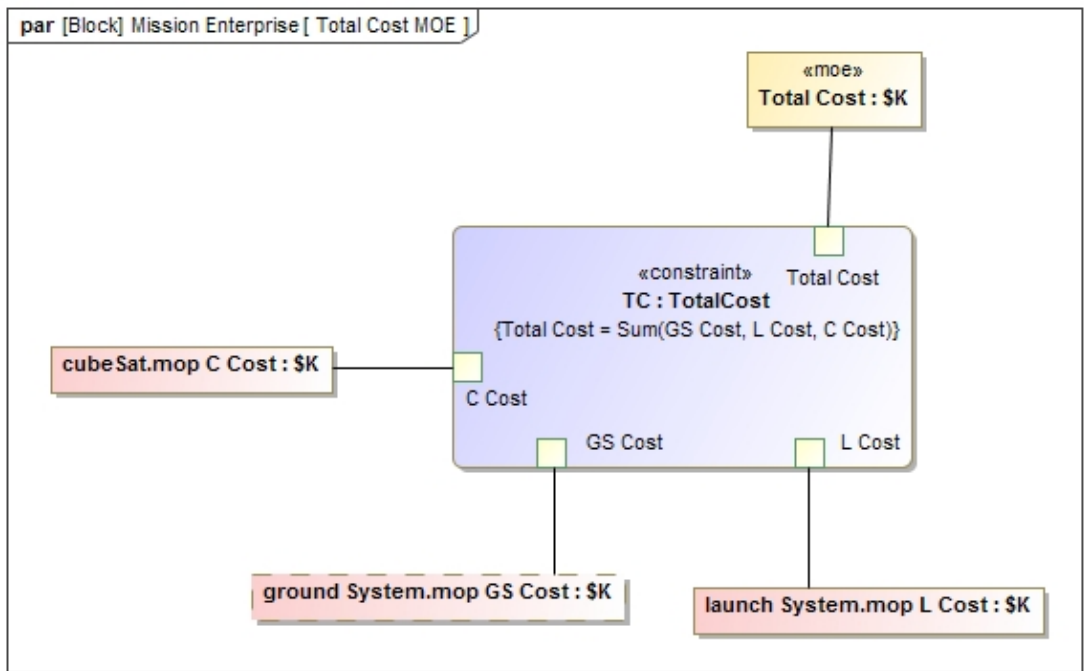 par [Block] Mission Enterprise [ Total Cost MOE ]
«moe»
Total Cost : $K
«constraint»
Total Cost
TC : TotalCost
{Total Cost = Sum(GS Cost, L Cost, C Cost)}
cubeSat.mop C Cost : $K
C Cost
GS Cost
L Cost
ground System.mop GS Cost : $K
launch System.mop L Cost : $K